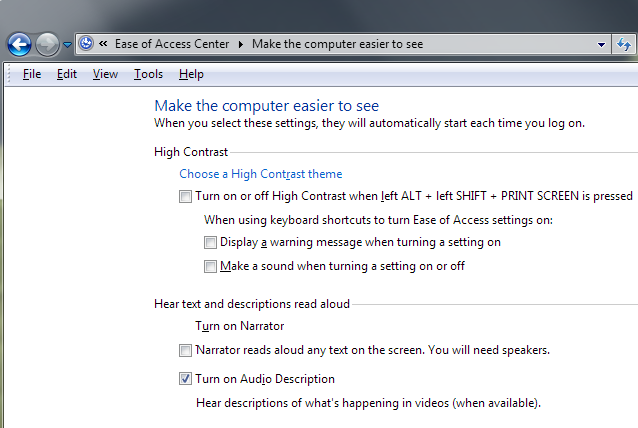 « Ease of Access Center ▸ Make the computer easier to see
File Edit View Tools Help
Make the computer easier to see
When you select these settings, they will automatically start each time you log on.
High Contrast
Choose a High Contrast theme
Turn on or off High Contrast when left ALT + left SHIFT + PRINT SCREEN is pressed
When using keyboard shortcuts to turn Ease of Access settings on:
Display a warning message when turning a setting on
Make a sound when turning a setting on or off
Hear text and descriptions read aloud
Turn on Narrator
Narrator reads aloud any text on the screen. You will need speakers.
Turn on Audio Description
Hear descriptions of what's happening in videos (when available).